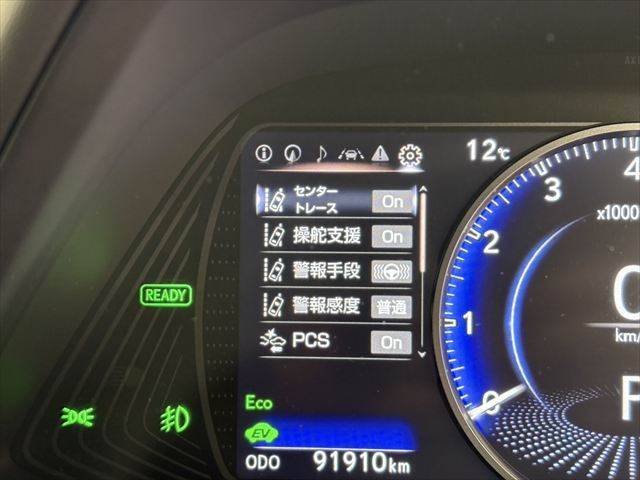 12℃
センター
トレース On
操舵支援 On
警報手段
警報感度 普通
PCS On
READY
Eco
EV
ODO 91910km
4
3
2
1
0
x1000
0
km/
P